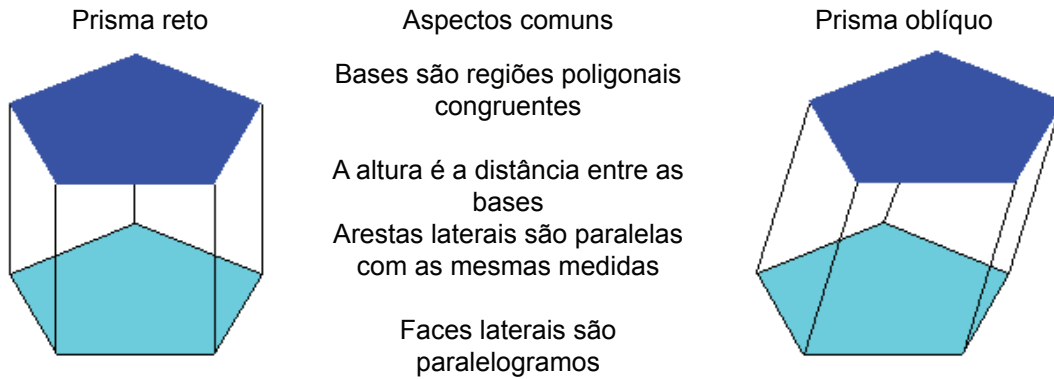 Prisma reto
Aspectos comuns
Prisma oblíquo
Bases são regiões poligonais
congruentes
A altura é a distância entre as
bases
Arestas laterais são paralelas
com as mesmas medidas
Faces laterais são
paralelogramos